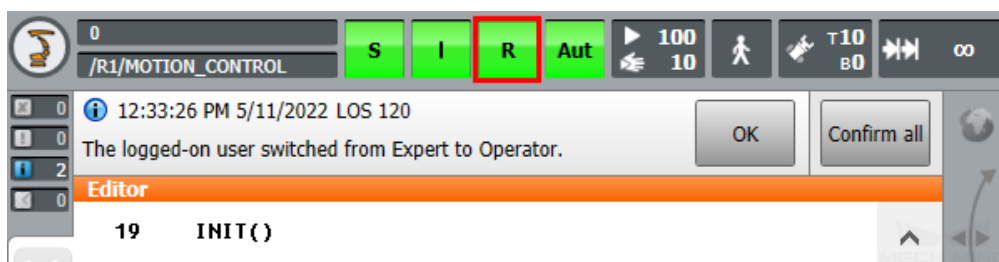 0
/R1/MOTION_CONTROL
S
I
R
Aut
100
10
T10
B0
∞
0
0
2
0
12:33:26 PM 5/11/2022 LOS 120
The logged-on user switched from Expert to Operator.
OK
Confirm all
Editor
19 INIT()